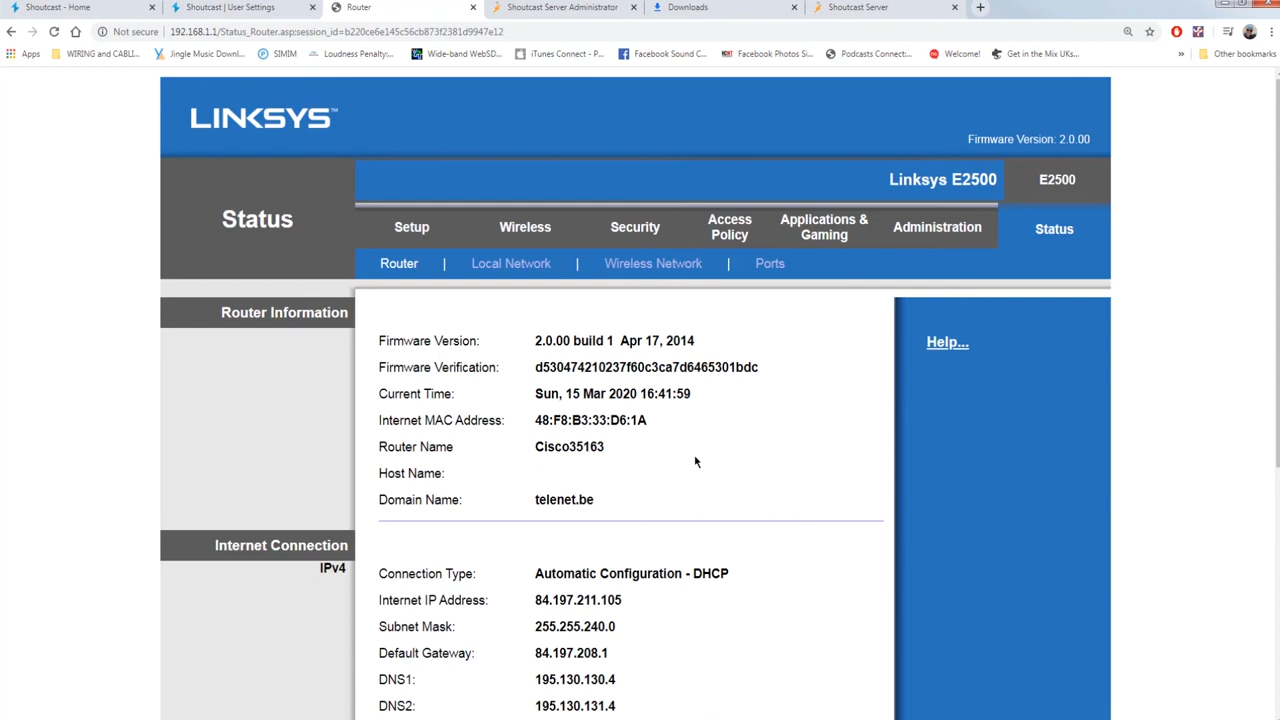 Shoutcast - Home
Shoutcast | User Settings
Router
Shoutcast Server Administrator
Downloads
Shoutcast Server
Not secure | 192.168.1.1/Status_Router.asp;session_id=b220ce6e145c56cb873f2381d9947e12
Apps
WIRING and CABLI...
Jingle Music Downl...
SIMIM
Loudness Penalty:...
Wide-band WebSD...
iTunes Connect - P...
Facebook Sound C...
Facebook Photos Si...
Podcasts Connect:...
Welcome!
Get in the Mix UKs...
»
Other bookmarks
LINKSYS™
Firmware Version: 2.0.00
Linksys E2500
E2500
Status
Setup
Wireless
Security
Access Policy
Applications & Gaming
Administration
Status
Router | Local Network | Wireless Network | Ports
Router Information
Help...
Firmware Version: 2.0.00 build 1 Apr 17, 2014
Firmware Verification: d530474210237f60c3ca7d6465301bdc
Current Time: Sun, 15 Mar 2020 16:41:59
Internet MAC Address: 48:F8:B3:33:D6:1A
Router Name Cisco35163
Host Name:
Domain Name: telenet.be
Internet Connection
IPv4
Connection Type: Automatic Configuration - DHCP
Internet IP Address: 84.197.211.105
Subnet Mask: 255.255.240.0
Default Gateway: 84.197.208.1
DNS1: 195.130.130.4
DNS2: 195.130.131.4